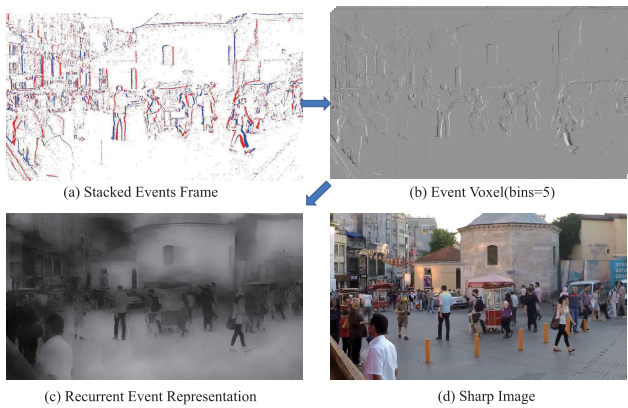 (a) Stacked Events Frame
(b) Event Voxel(bins=5)
(c) Recurrent Event Representation
(d) Sharp Image